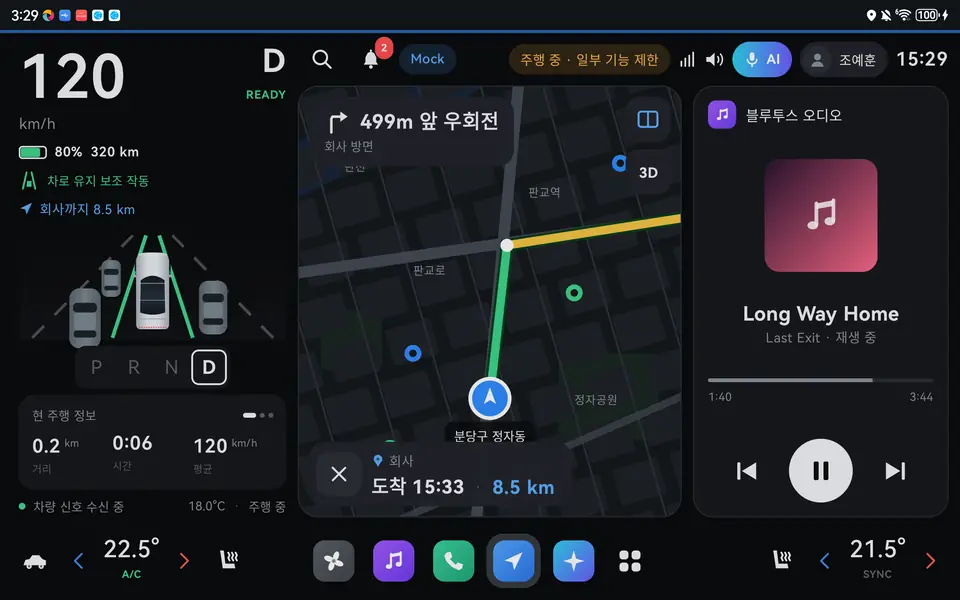 3:29
100
120
D
READY
km/h
80% 320 km
차로 유지 보조 작동
회사까지 8.5 km
P R N D
현 주행 정보
0.2 km
거리
0:06
시간
120 km/h
평균
차량 신호 수신 중
18.0°C · 주행 중
2
Mock
주행 중 · 일부 기능 제한
AI
조예훈
15:29
499m 앞 우회전
회사 방면
3D
판교역
판교로
정자공원
분당구 정자동
회사
도착 15:33 · 8.5 km
블루투스 오디오
Long Way Home
Last Exit · 재생 중
1:40
3:44
22.5°
A/C
21.5°
SYNC